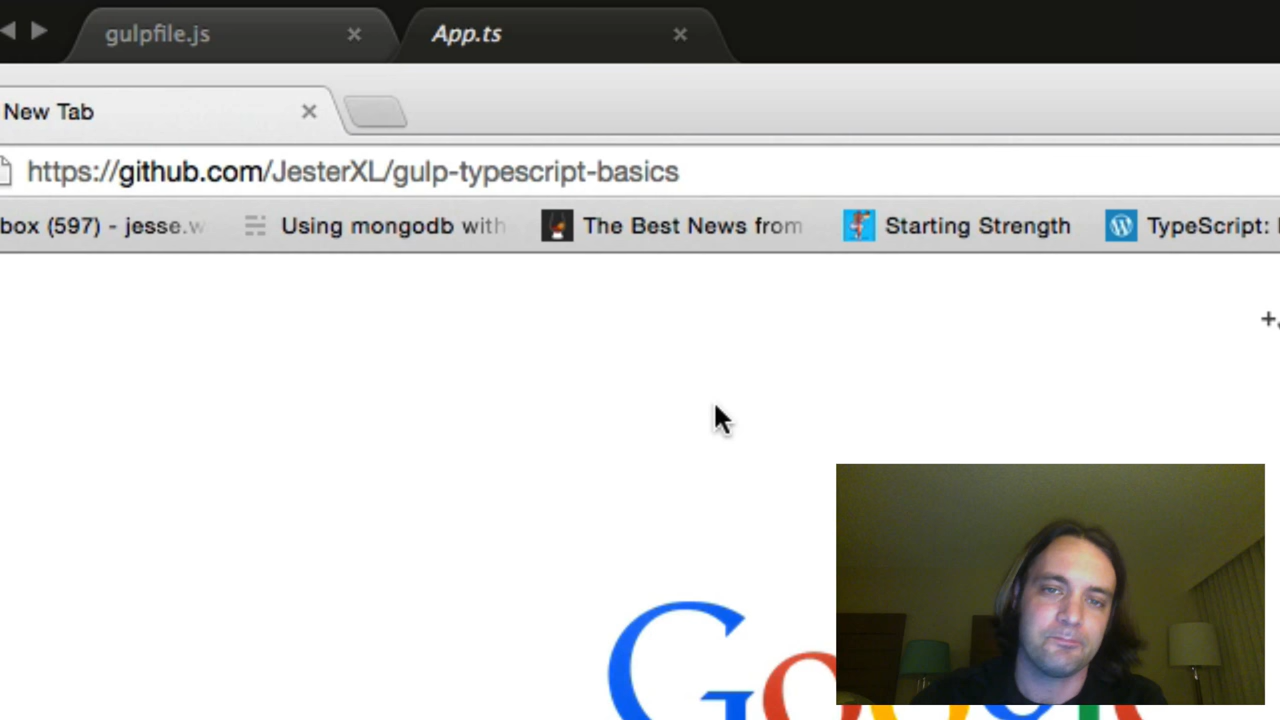 gulpfile.js App.ts
New Tab
https://github.com/JesterXL/gulp-typescript-basics
box (597) - jesse.w Using mongodb with The Best News from Starting Strength TypeScript:
Google